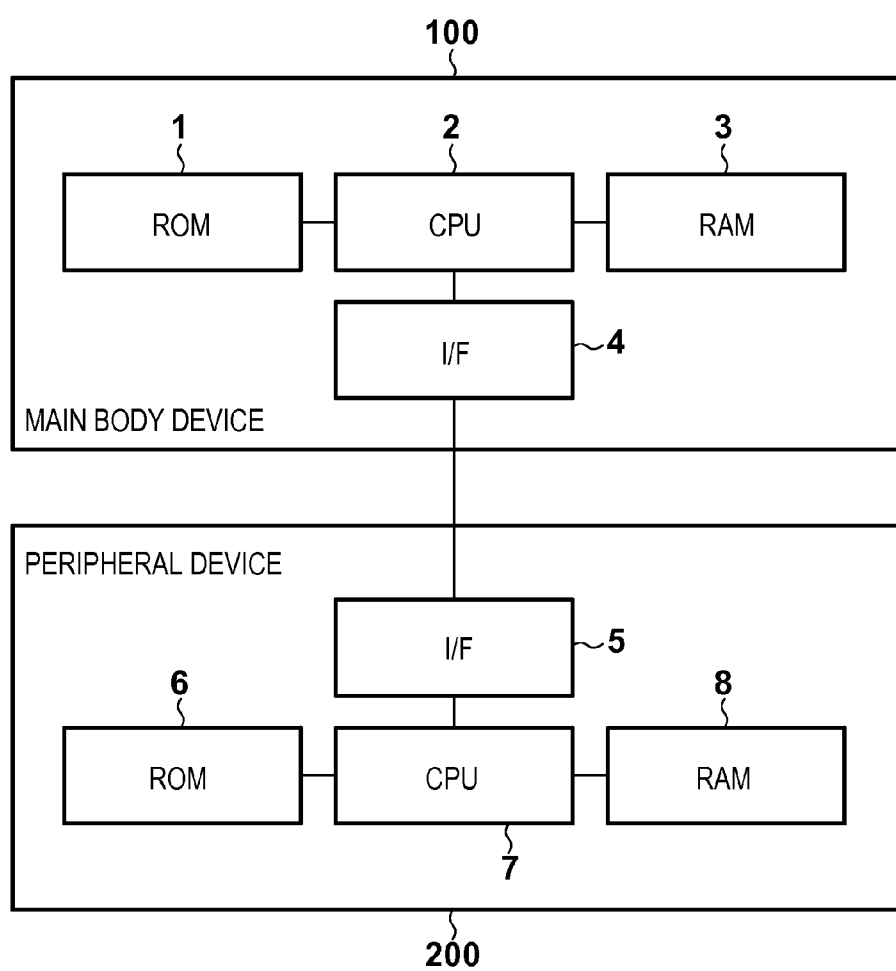 100
1 2 3
ROM CPU RAM
I/F 4
MAIN BODY DEVICE
PERIPHERAL DEVICE
I/F 5
6 8
ROM CPU RAM
7
200